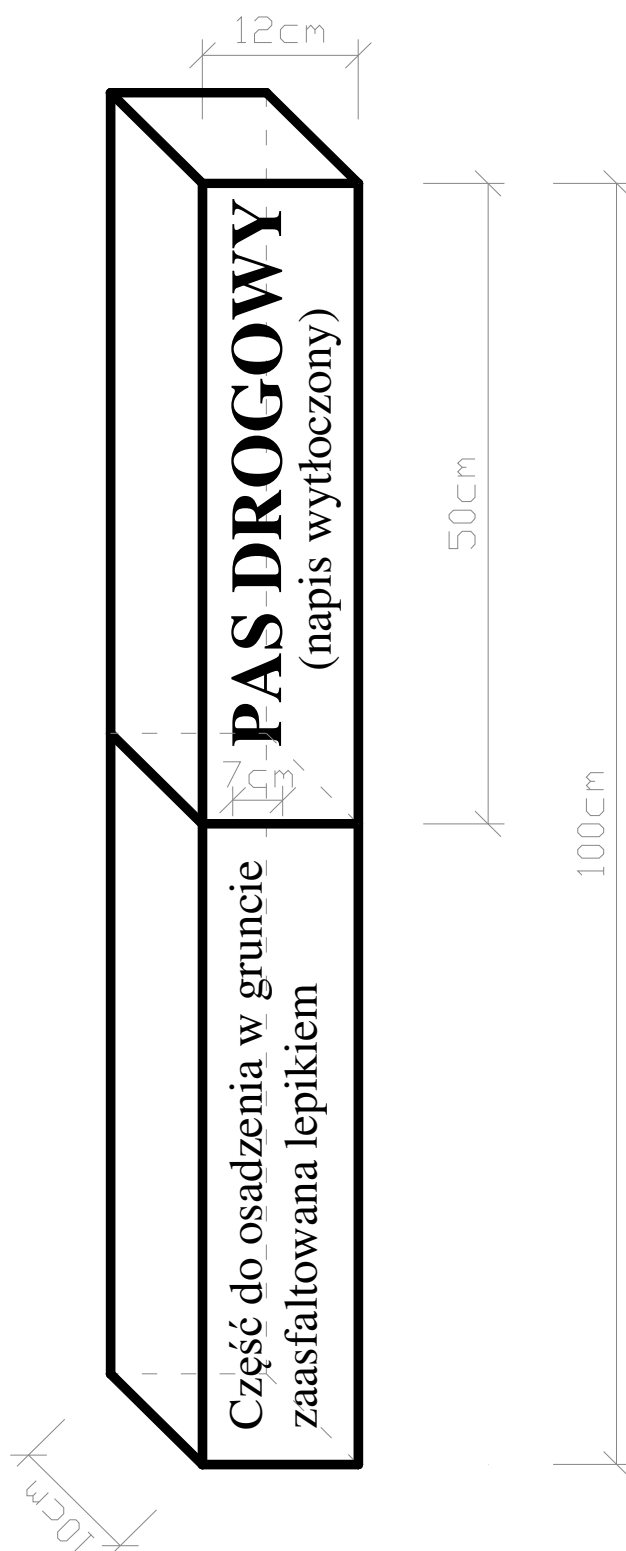 12cm
PAS DROGOWY
(napis wytłoczony)
50cm
7cm
100cm
Część do osadzenia w gruncie
zaasfaltowana lepikiem
10cm